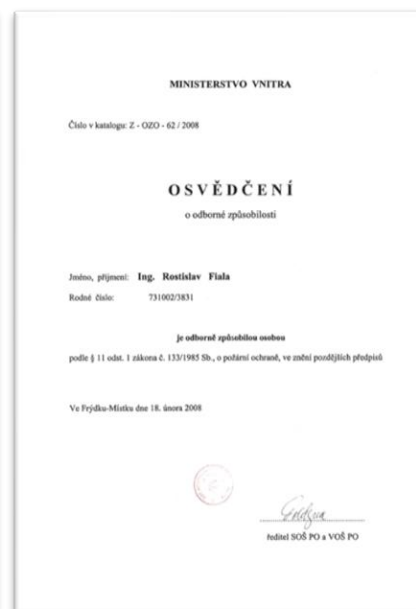 MINISTERSTVO VNITRA
Číslo v katalogu: Z - OZO - 62 / 2008
OSVĚDČENÍ
o odborné způsobilosti
Jméno, příjmení: Ing. Rostislav Fiala
Rodné číslo: 731002/3831
je odborně způsobilou osobou
podle § 11 odst. 1 zákona č. 133/1985 Sb., o požární ochraně, ve znění pozdějších předpisů
Ve Frýdku-Místku dne 18. února 2008
ředitel SOŠ PO a VOŠ PO